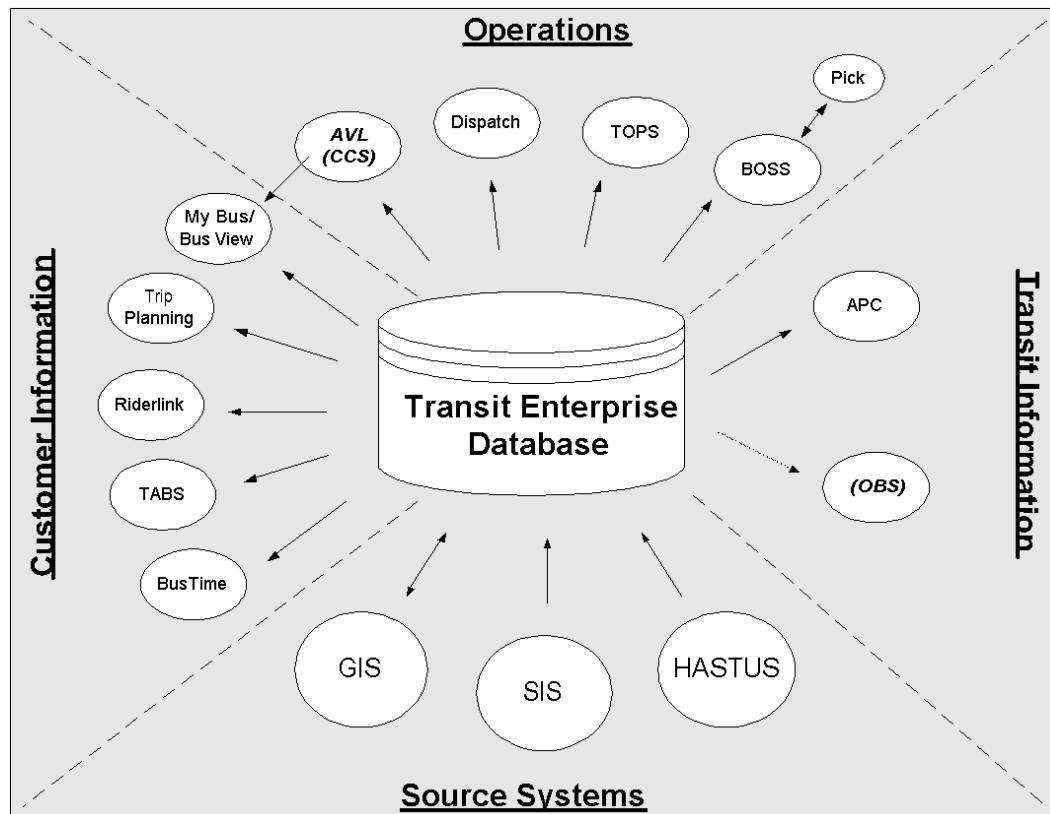 Operations
Pick
AVL
(CCS)
Dispatch
TOPS
BOSS
My Bus/
Bus View
Trip
Planning
Riderlink
TABS
BusTime
Customer Information
Transit Enterprise
Database
APC
(OBS)
Transit Information
GIS
SIS
HASTUS
Source Systems